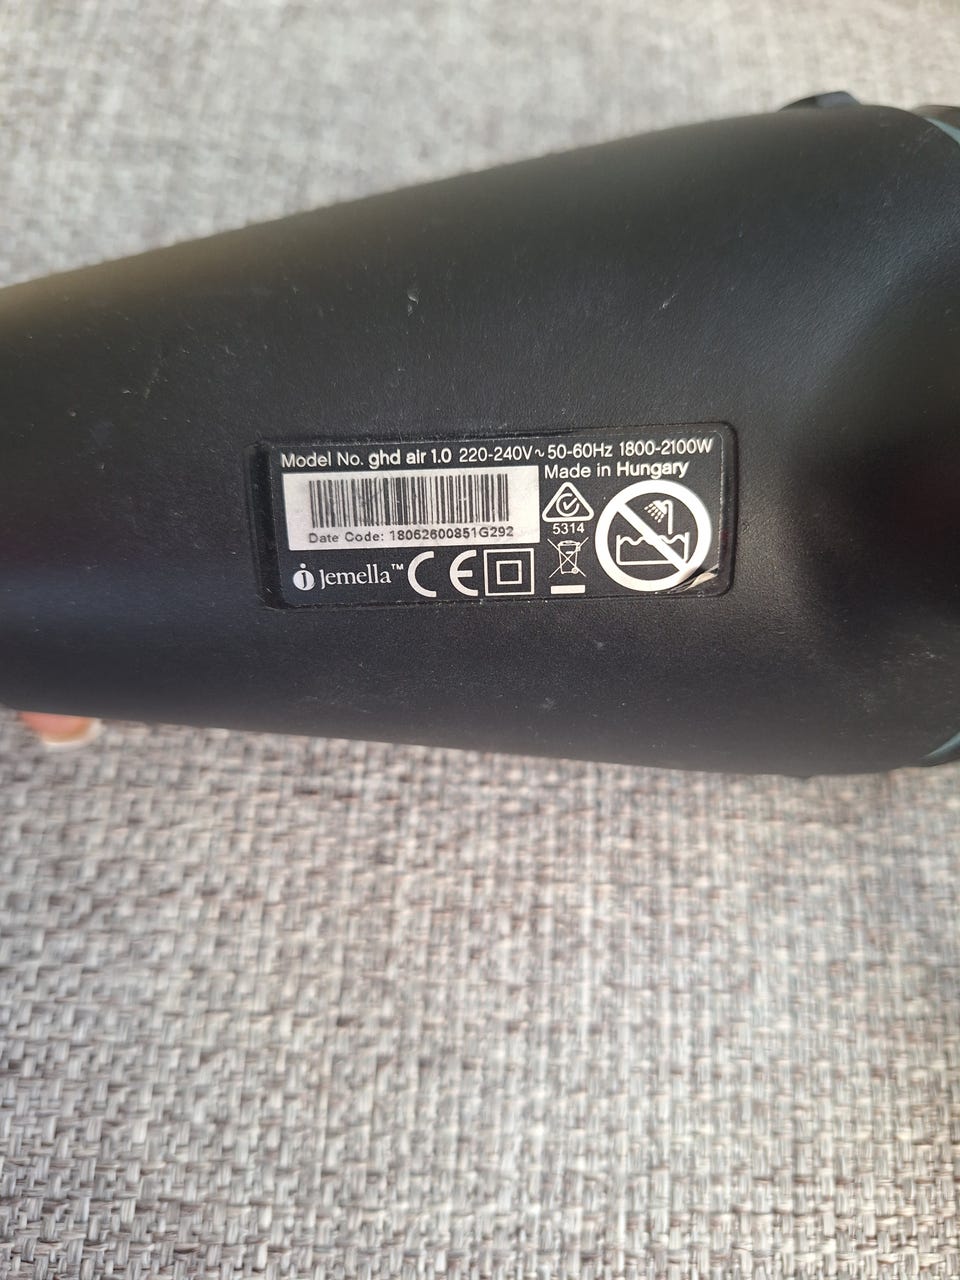 Model No. ghd air 1.0 220-240V~50-60Hz 1800-2100W
Made in Hungary
Date Code: 18062600851G292
5314
Jemella™ CE